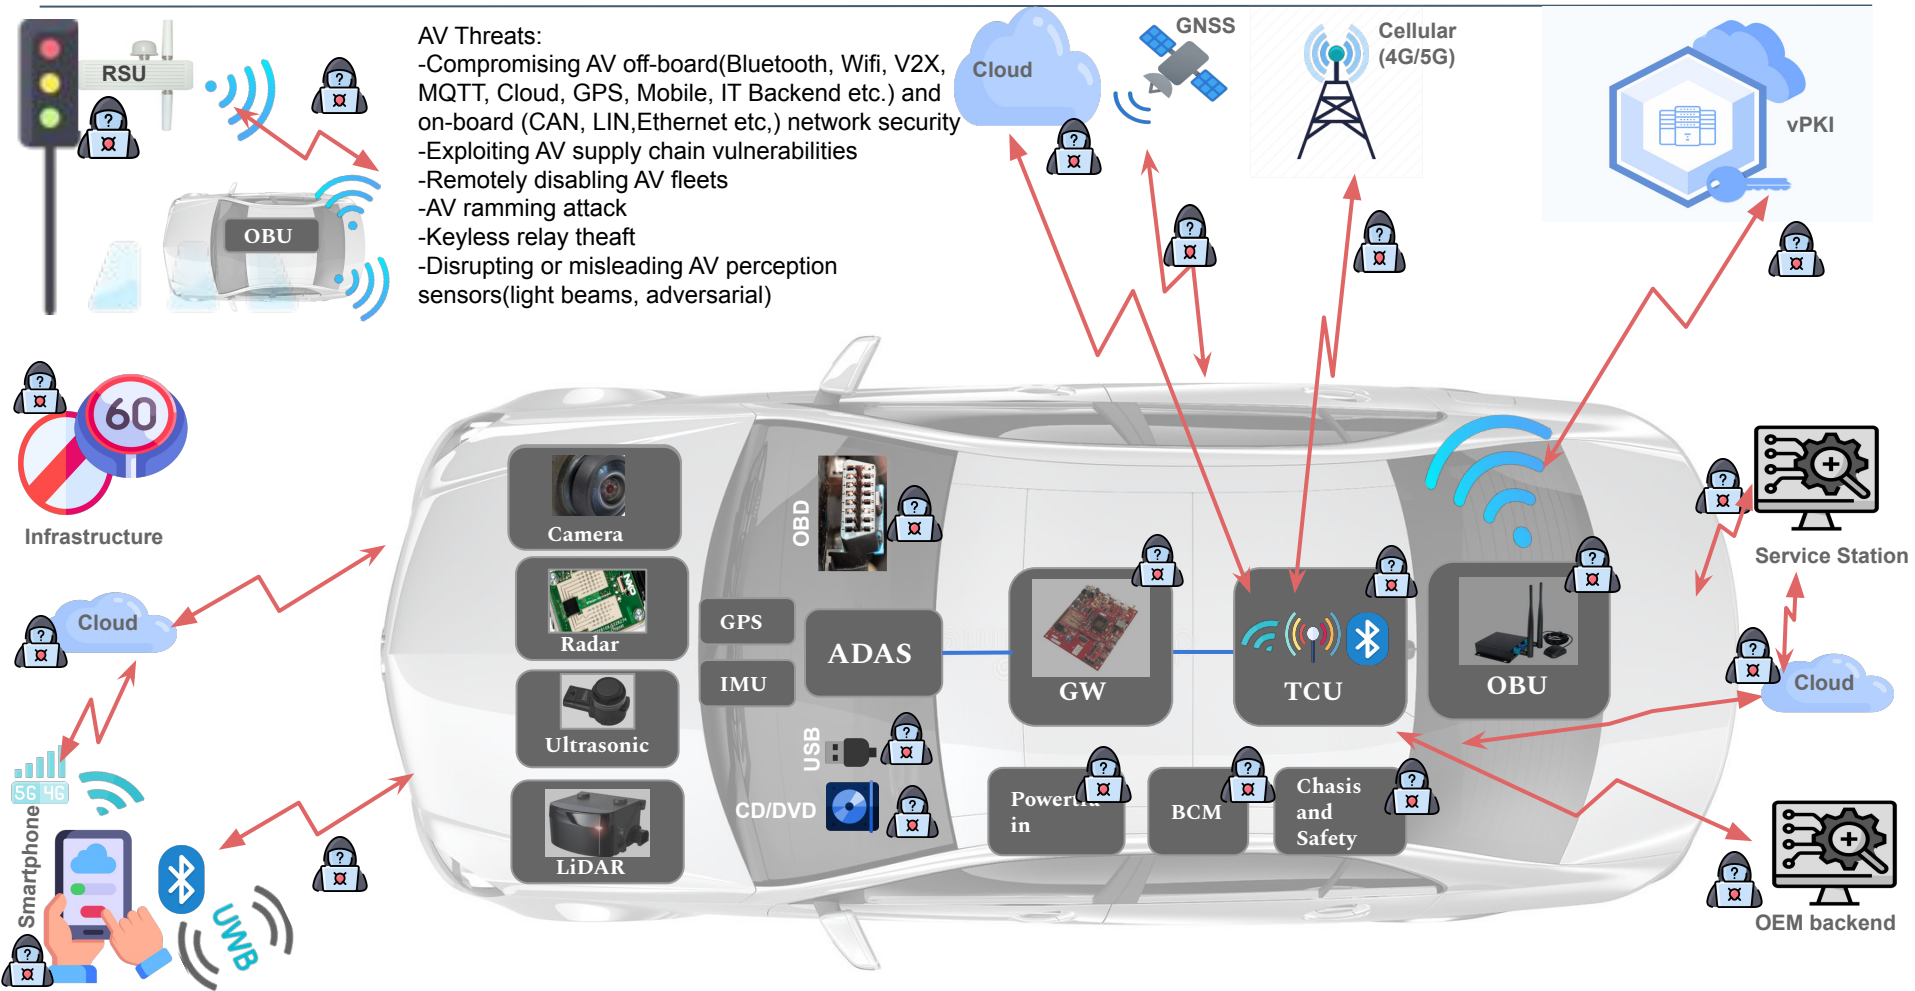 RSU
AV Threats:
-Compromising AV off-board(Bluetooth, Wifi, V2X,
MQTT, Cloud, GPS, Mobile, IT Backend etc.) and
on-board (CAN, LIN,Ethernet etc,) network security
-Exploiting AV supply chain vulnerabilities
-Remotely disabling AV fleets
-AV ramming attack
-Keyless relay theaft
-Disrupting or misleading AV perception
sensors(light beams, adversarial)
Cloud
GNSS
Cellular
(4G/5G)
vPKI
OBU
60
Infrastructure
Cloud
5G 4G
Smartphone
UWB
Camera
NXP
Radar
Ultrasonic
LiDAR
GPS
IMU
ADAS
OBD
USB
CD/DVD
GW
TCU
OBU
Powertra
in
BCM
Chasis
and
Safety
Service Station
Cloud
OEM backend